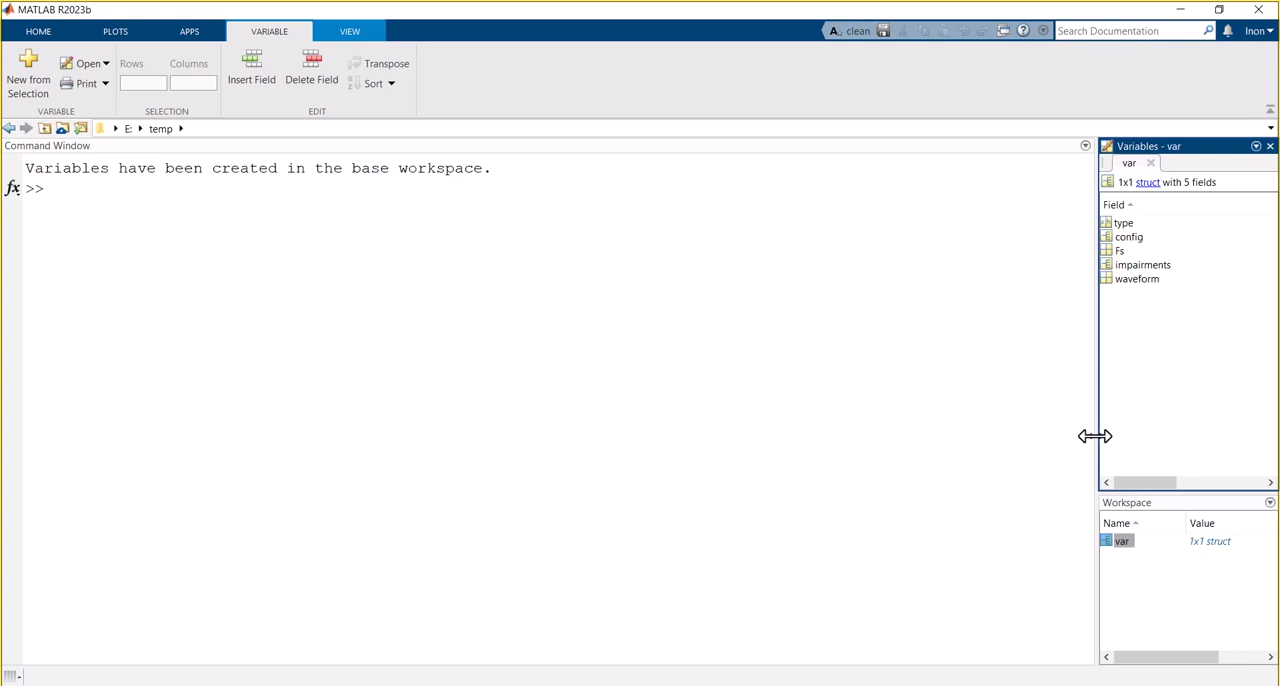 MATLAB R2023b
HOME PLOTS APPS VARIABLE VIEW clean Search Documentation Inon
New from Selection Open Print Rows Columns Insert Field Delete Field Transpose Sort
VARIABLE SELECTION EDIT
E: temp
Command Window
Variables have been created in the base workspace.
fx >>
Variables - var
var
1x1 struct with 5 fields
Field
type
config
Fs
impairments
waveform
Workspace
Name Value
var 1x1 struct